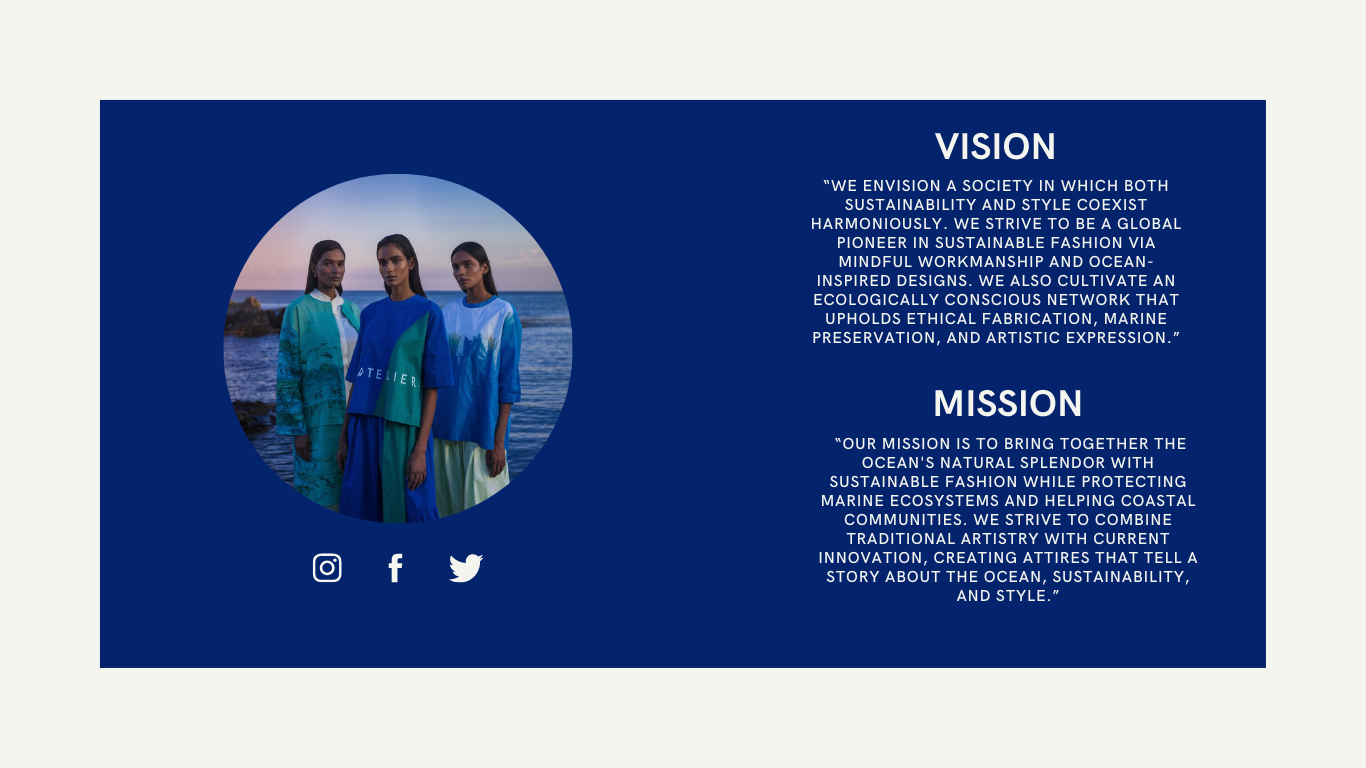 VISION
“WE ENVISION A SOCIETY IN WHICH BOTH
SUSTAINABILITY AND STYLE COEXIST
HARMONIOUSLY. WE STRIVE TO BE A GLOBAL
PIONEER IN SUSTAINABLE FASHION VIA
MINDFUL WORKMANSHIP AND OCEAN-
INSPIRED DESIGNS. WE ALSO CULTIVATE AN
ECOLOGICALLY CONSCIOUS NETWORK THAT
UPHOLDS ETHICAL FABRICATION, MARINE
PRESERVATION, AND ARTISTIC EXPRESSION.”
MISSION
“OUR MISSION IS TO BRING TOGETHER THE
OCEAN'S NATURAL SPLENDOR WITH
SUSTAINABLE FASHION WHILE PROTECTING
MARINE ECOSYSTEMS AND HELPING COASTAL
COMMUNITIES. WE STRIVE TO COMBINE
TRADITIONAL ARTISTRY WITH CURRENT
INNOVATION, CREATING ATTIRES THAT TELL A
STORY ABOUT THE OCEAN, SUSTAINABILITY,
AND STYLE.”